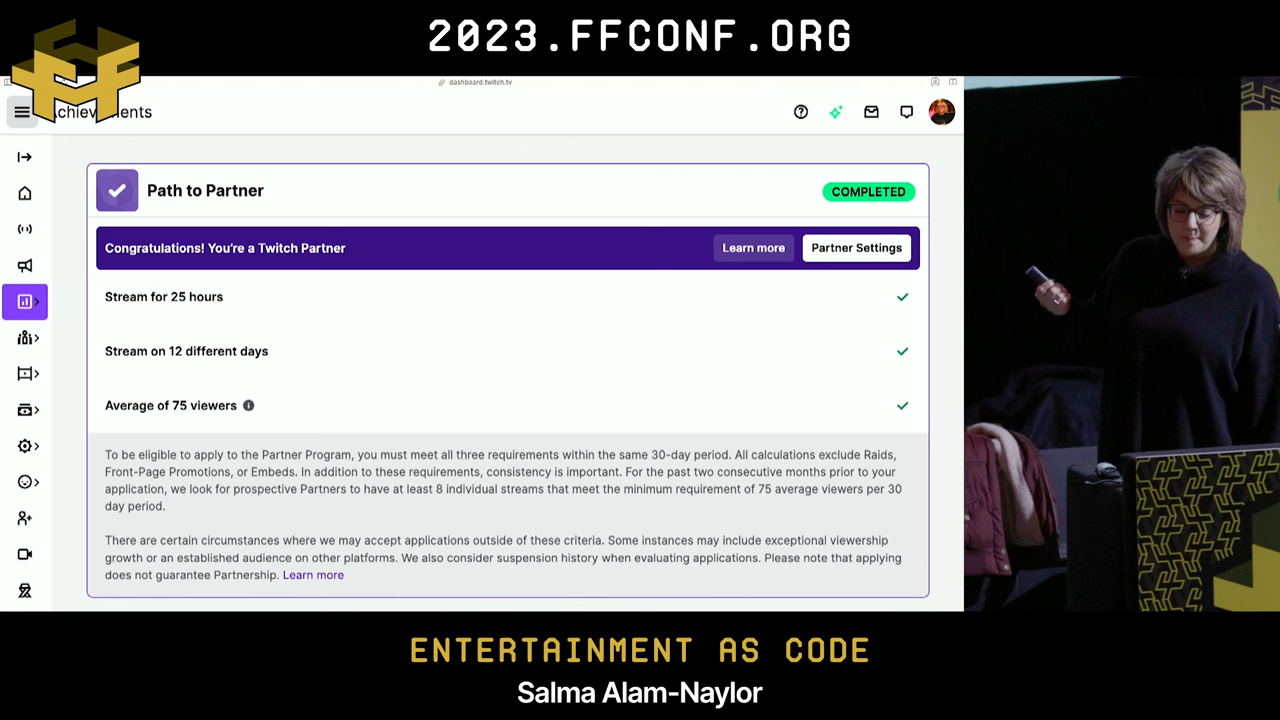 2023.FFCONF.ORG
dashboard.twitch.tv
Path to Partner
COMPLETED
Congratulations! You're a Twitch Partner
Learn more
Partner Settings
Stream for 25 hours
Stream on 12 different days
Average of 75 viewers
To be eligible to apply to the Partner Program, you must meet all three requirements within the same 30-day period. All calculations exclude Raids,
Front-Page Promotions, or Embeds. In addition to these requirements, consistency is important. For the past two consecutive months prior to your
application, we look for prospective Partners to have at least 8 individual streams that meet the minimum requirement of 75 average viewers per 30
day period.
There are certain circumstances where we may accept applications outside of these criteria. Some instances may include exceptional viewership
growth or an established audience on other platforms. We also consider suspension history when evaluating applications. Please note that applying
does not guarantee Partnership. Learn more
ENTERTAINMENT AS CODE
Salma Alam-Naylor